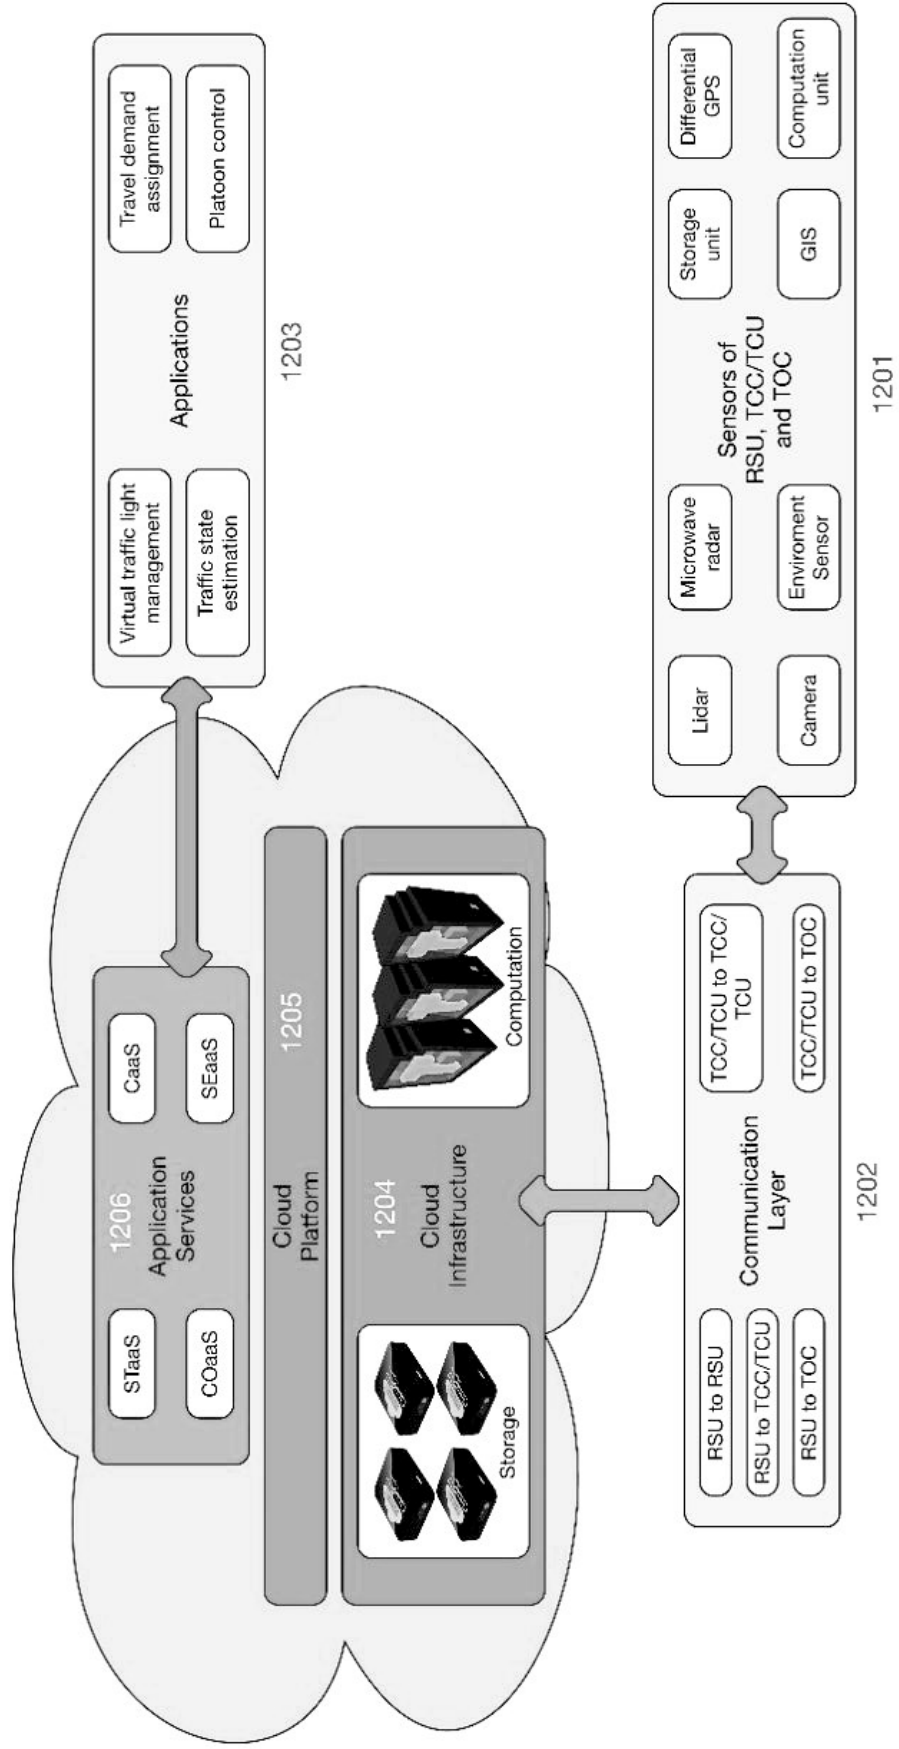 STaaS
COaaS
1206
Application
Services
CaaS
SEaaS
Virtual traffic light
management
Traffic state
estimation
Applications
Travel demand
assignment
Platoon control
1203
Cloud
Platform
1205
Storage
1204
Cloud
Infrastructure
Computation
RSU to RSU
RSU to TCC/TCU
RSU to TOC
Communication
Layer
TCC/TCU to TCC/
TCU
TCC/TCU to TOC
1202
Lidar
Camera
Microwave
radar
Enviroment
Sensor
Sensors of
RSU, TCC/TCU
and TOC
Storage
unit
GIS
Differential
GPS
Computation
unit
1201